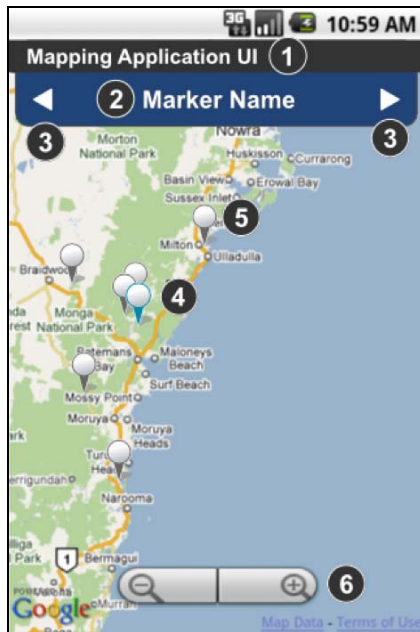 3G 10:59 AM
Mapping Application UI 1
2 Marker Name
3 3
Nowra
Morton
National Park
Huskisson Currarong
Basin View Erowal Bay
Sussex Inlet
5
Milton
Ulladulla
Braidwood
4
Monga
National Park
Batemans
Bay
Maloneys
Beach
Surf Beach
Mossy Point
Moruya Moruya
Heads
Narooma
1
Bermagui
6
Google
Map Data - Terms of Use